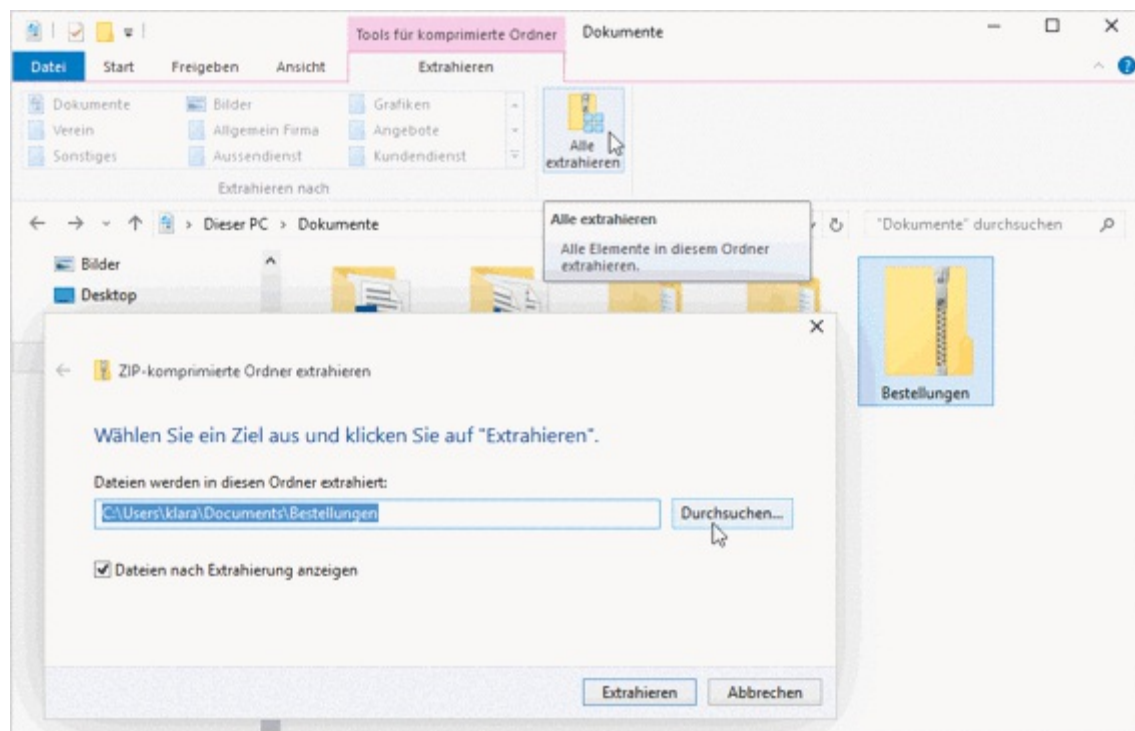 Tools für komprimierte Ordner
Dokumente
Datei Start Freigeben Ansicht Extrahieren
Dokumente Bilder Grafiken
Verein Allgemein Firma Angebote
Sonstiges Aussendienst Kundendienst
Alle
extrahieren
Extrahieren nach
Dieser PC > Dokumente
"Dokumente" durchsuchen
Alle extrahieren
Alle Elemente in diesem Ordner
extrahieren.
Bilder
Desktop
Bestellungen
ZIP-komprimierte Ordner extrahieren
Wählen Sie ein Ziel aus und klicken Sie auf "Extrahieren".
Dateien werden in diesen Ordner extrahiert:
C:\Users\klara\Documents\Bestellungen
Durchsuchen...
Dateien nach Extrahierung anzeigen
Extrahieren Abbrechen